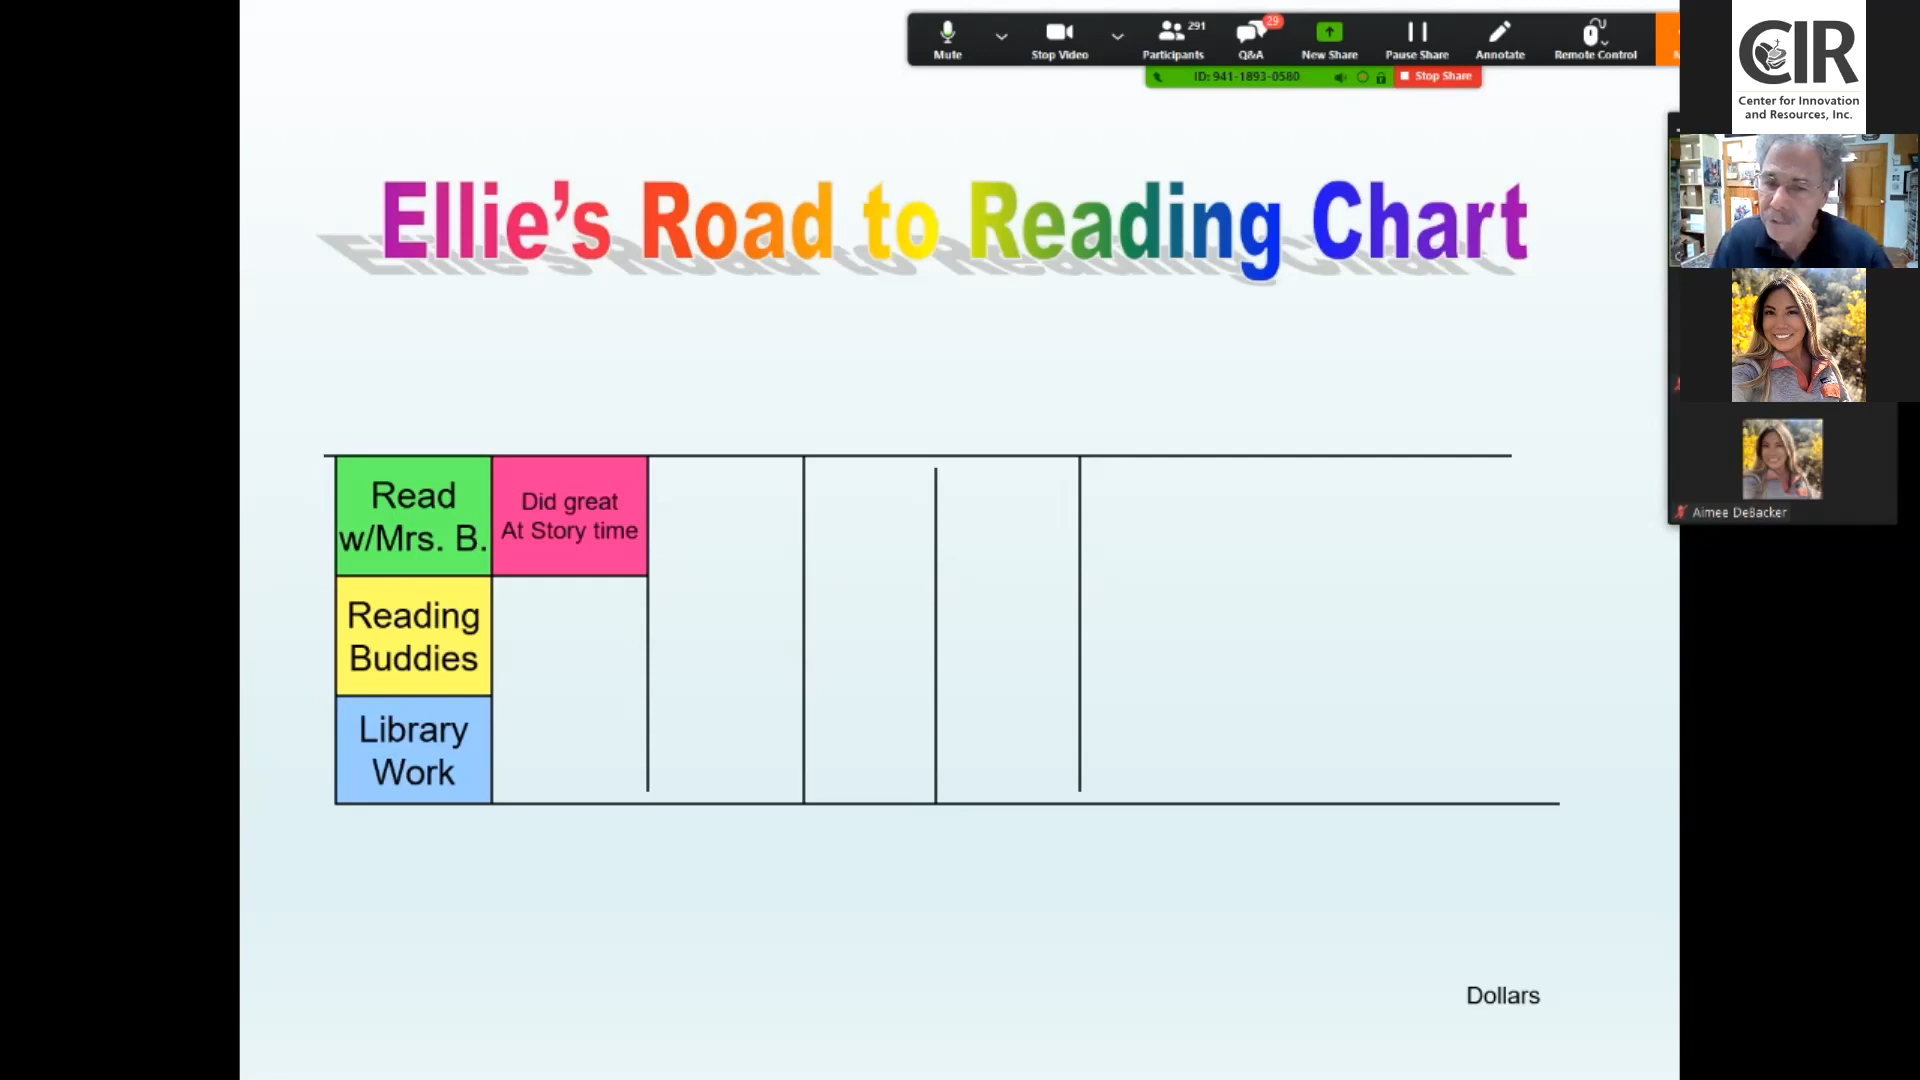 Mute
Stop Video
291
Participants
29
Q&A
New Share
Pause Share
Annotate
Remote Control
ID: 941-1893-0580
Stop Share
CIR
Center for Innovation
and Resources, Inc.
Ellie's Road to Reading Chart
Read
w/Mrs. B.
Did great
At Story time
Reading
Buddies
Library
Work
Aimee DeBacker
Dollars